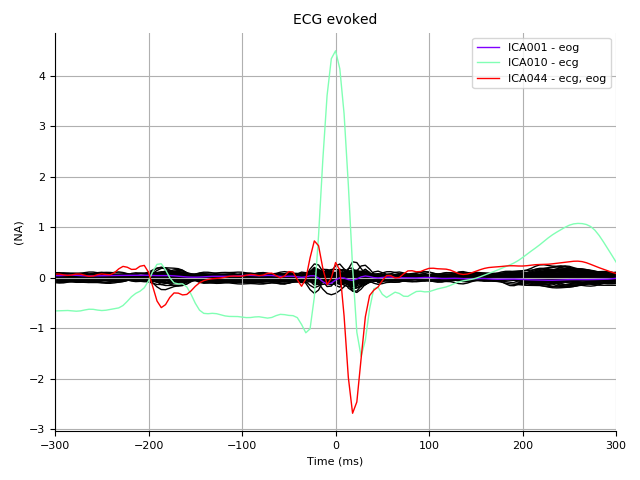 ECG evoked
ICA001 - eog
ICA010 - ecg
ICA044 - ecg, eog
(NA)
4
3
2
1
0
−1
−2
−3
−300
−200
−100
0
100
200
300
Time (ms)